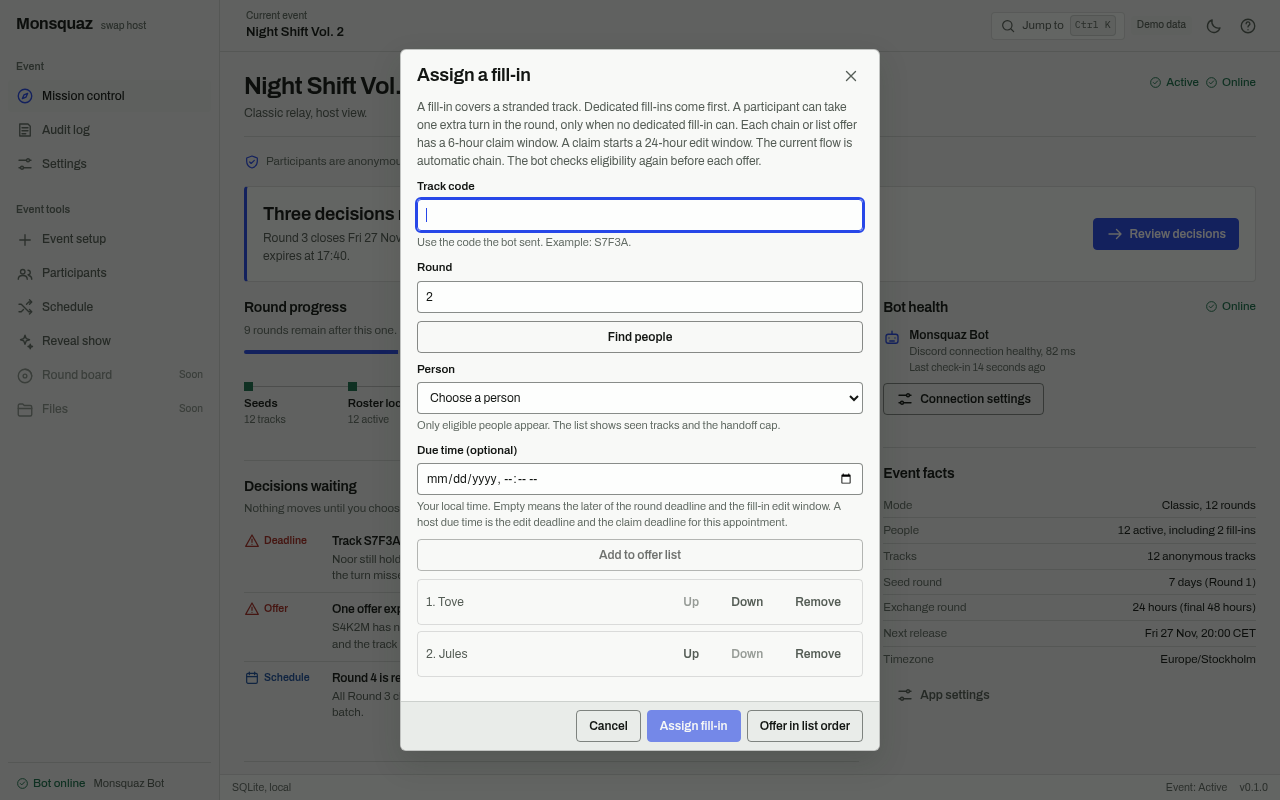 Monsquaz swap host
Event
Mission control
Audit log
Settings
Event tools
Event setup
Participants
Schedule
Reveal show
Round board Soon
Files Soon
Bot online Monsquaz Bot
Current event
Night Shift Vol. 2
Jump to Ctrl K
Demo data
Night Shift Vol.
Classic relay, host view.
Active Online
Participants are anonymou
Three decisions
Round 3 closes Fri 27 Nov
expires at 17:40.
Review decisions
Round progress
9 rounds remain after this one.
Seeds
12 tracks
Roster loc
12 active
Decisions waiting
Nothing moves until you choos
Deadline
Track S7F3A
Noor still hold
the turn misse
Offer
One offer exp
S4K2M has n
and the track
Schedule
Round 4 is re
All Round 3 c
batch.
Assign a fill-in
A fill-in covers a stranded track. Dedicated fill-ins come first. A participant can take
one extra turn in the round, only when no dedicated fill-in can. Each chain or list offer
has a 6-hour claim window. A claim starts a 24-hour edit window. The current flow is
automatic chain. The bot checks eligibility again before each offer.
Track code
Use the code the bot sent. Example: S7F3A.
Round
2
Find people
Person
Choose a person
Only eligible people appear. The list shows seen tracks and the handoff cap.
Due time (optional)
mm/dd/yyyy, --:-- --
Your local time. Empty means the later of the round deadline and the fill-in edit window. A
host due time is the edit deadline and the claim deadline for this appointment.
Add to offer list
1. Tove Up Down Remove
2. Jules Up Down Remove
Cancel Assign fill-in Offer in list order
Bot health Online
Monsquaz Bot
Discord connection healthy, 82 ms
Last check-in 14 seconds ago
Connection settings
Event facts
Mode Classic, 12 rounds
People 12 active, including 2 fill-ins
Tracks 12 anonymous tracks
Seed round 7 days (Round 1)
Exchange round 24 hours (final 48 hours)
Next release Fri 27 Nov, 20:00 CET
Timezone Europe/Stockholm
App settings
SQLite, local
Event: Active v0.1.0